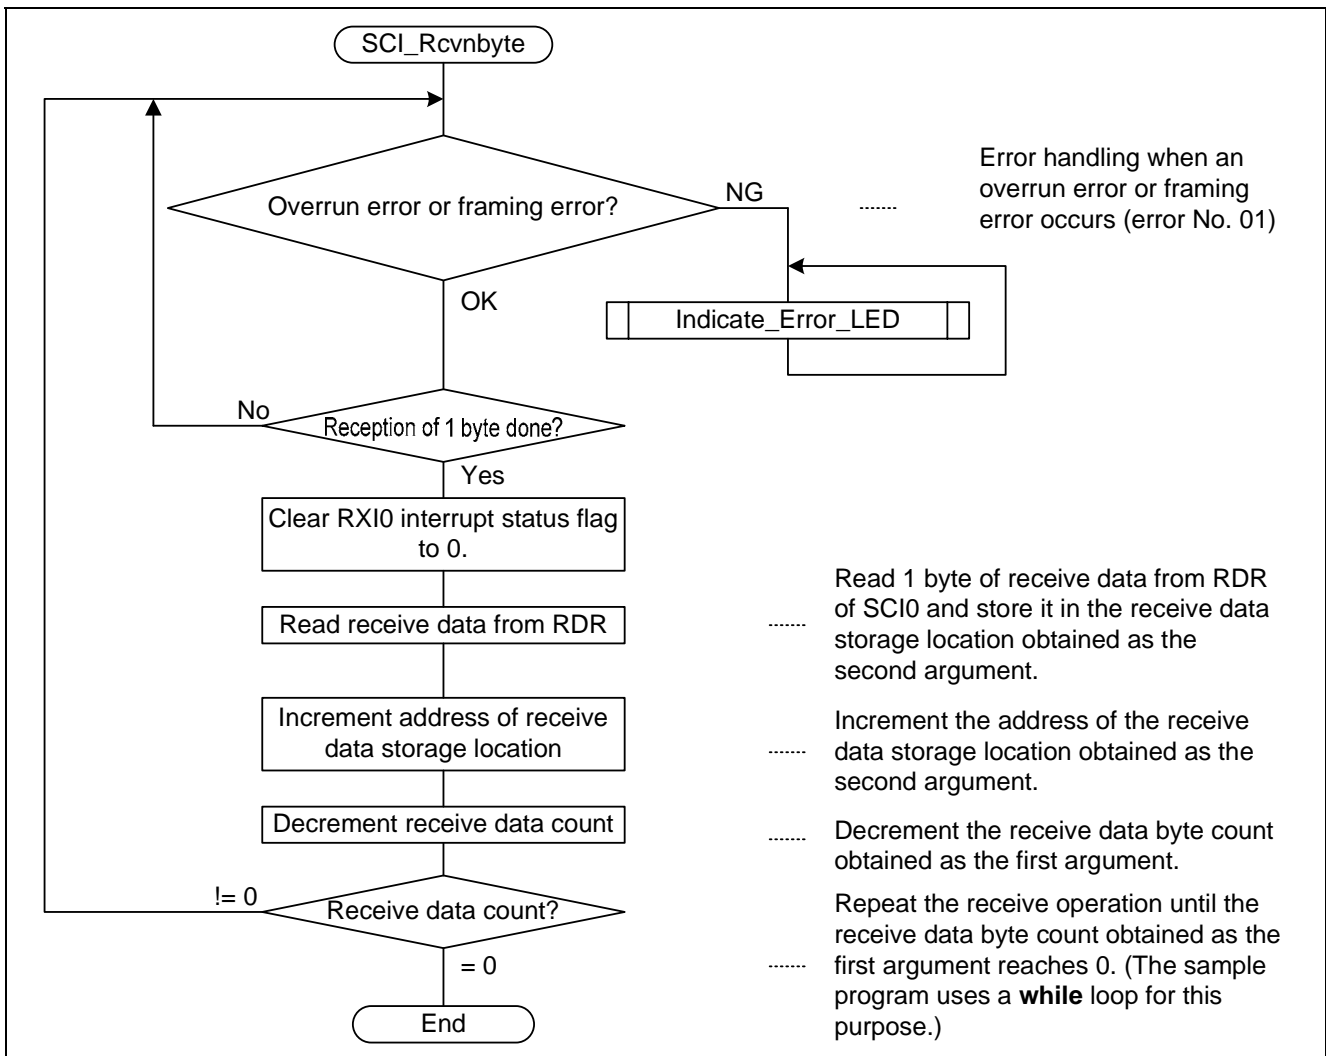 SCI_Rcvnbyte
Overrun error or framing error?
NG
Error handling when an
overrun error or framing
error occurs (error No. 01)
OK
Indicate_Error_LED
No
Reception of 1 byte done?
Yes
Clear RXI0 interrupt status flag
to 0.
Read receive data from RDR
Read 1 byte of receive data from RDR
of SCI0 and store it in the receive data
storage location obtained as the
second argument.
Increment address of receive
data storage location
Increment the address of the receive
data storage location obtained as the
second argument.
Decrement receive data count
Decrement the receive data byte count
obtained as the first argument.
!= 0
Receive data count?
Repeat the receive operation until the
receive data byte count obtained as the
first argument reaches 0. (The sample
program uses a while loop for this
purpose.)
= 0
End